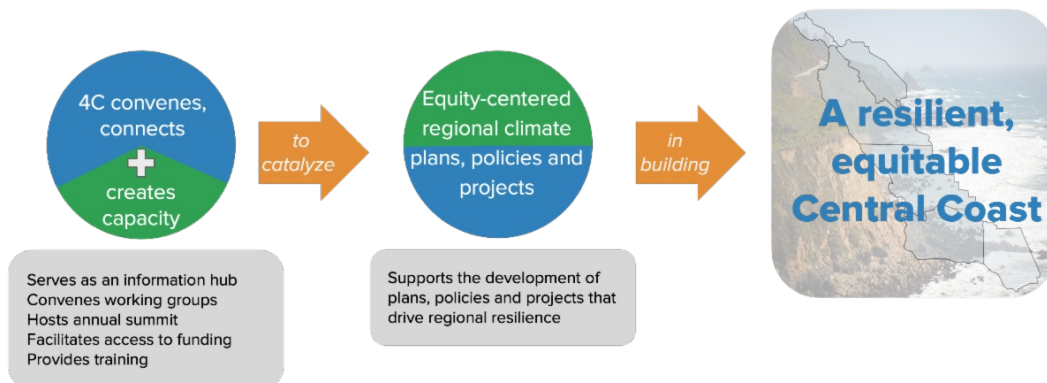 4C convenes,
connects
+
creates
capacity
to
catalyze
Equity-centered
regional climate
plans, policies and
projects
in
building
A resilient,
equitable
Central Coast
Serves as an information hub
Convenes working groups
Hosts annual summit
Facilitates access to funding
Provides training
Supports the development of
plans, policies and projects that
drive regional resilience